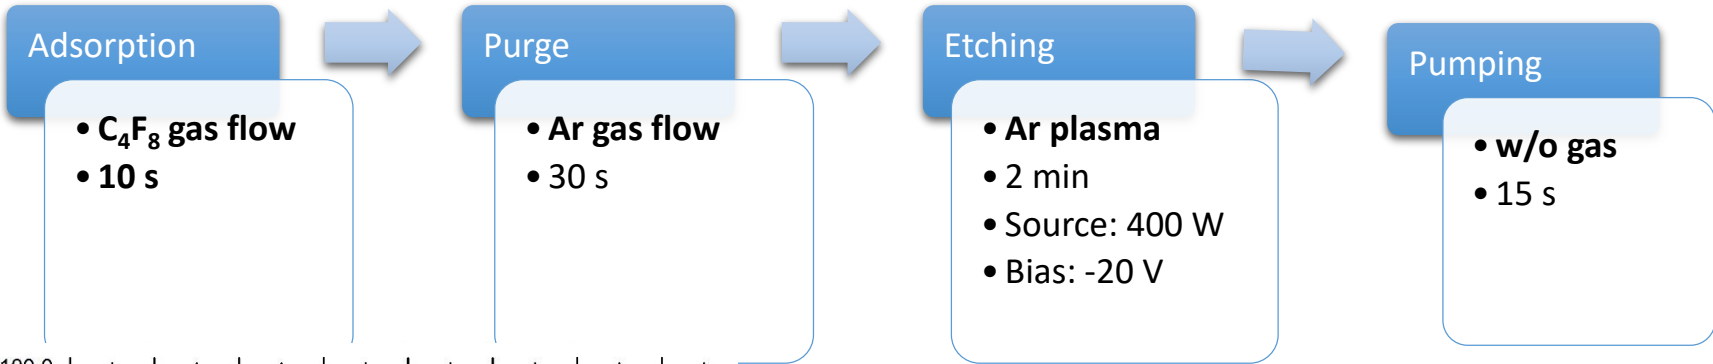 Adsorption
• C₄F₈ gas flow
• 10 s
Purge
• Ar gas flow
• 30 s
Etching
• Ar plasma
• 2 min
• Source: 400 W
• Bias: -20 V
Pumping
• w/o gas
• 15 s